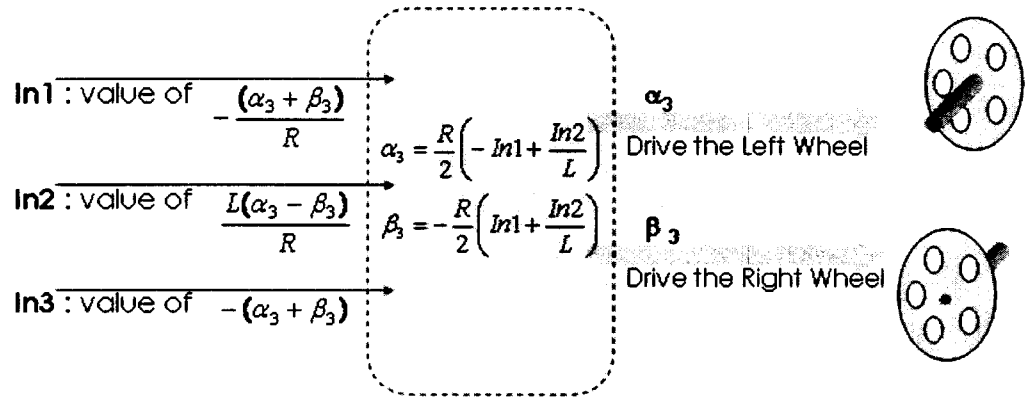 In1 : value of -(α₃ + β₃)/R
In2 : value of L(α₃ − β₃)/R
In3 : value of −(α₃ + β₃)
α₃ = R/2(− In1 + In2/L)
β₃ = −R/2(In1 + In2/L)
α₃
Drive the Left Wheel
β₃
Drive the Right Wheel